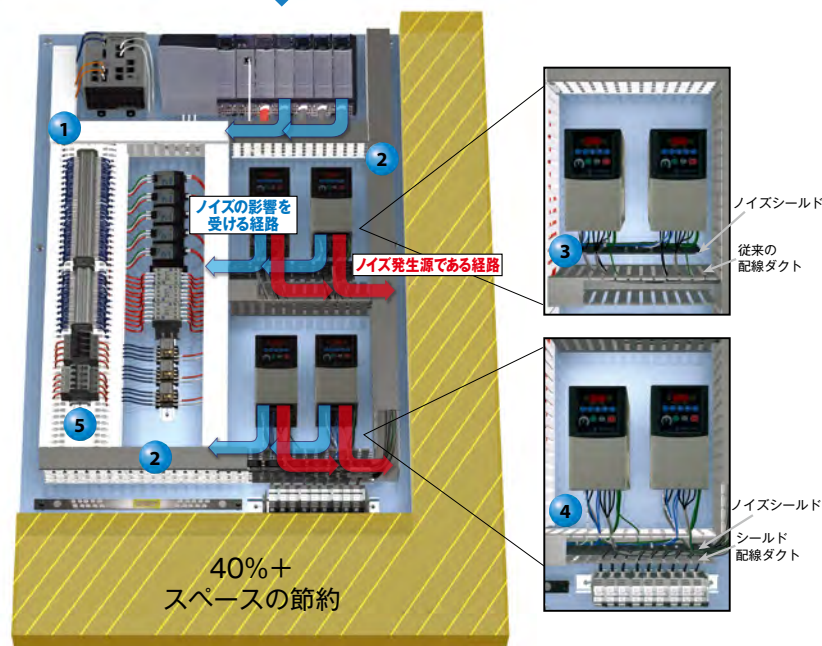 1
2
ノイズの影響を
受ける経路
ノイズ発生源である経路
3
ノイズシールド
従来の
配線ダクト
5
2
4
ノイズシールド
シールド
配線ダクト
40%+
スペースの節約